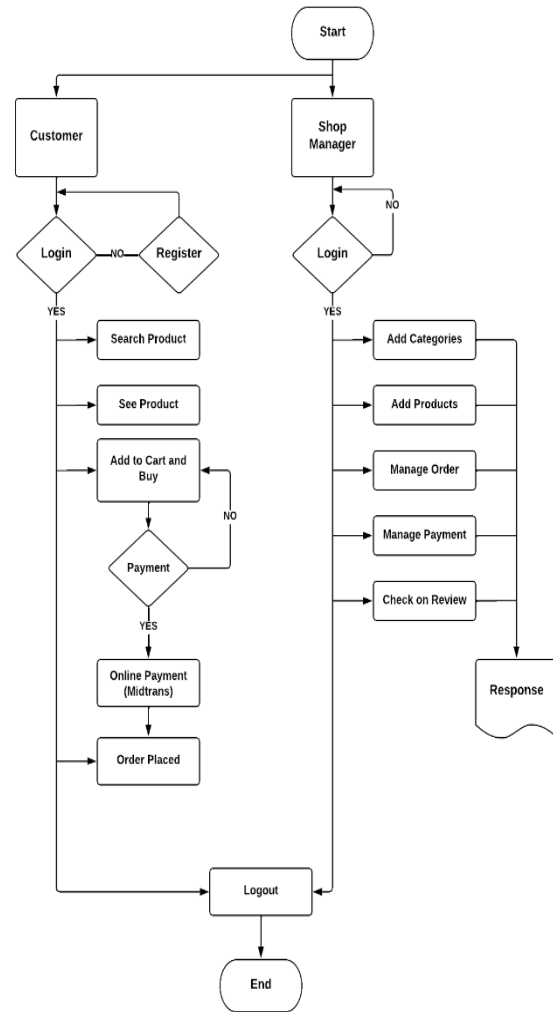 Start
Customer
Shop
Manager
NO
Login
NO
Register
Login
YES
YES
Search Product
Add Categories
See Product
Add Products
Add to Cart and
Buy
Manage Order
NO
Payment
Manage Payment
YES
Check on Review
Online Payment
(Midtrans)
Response
Order Placed
Logout
End